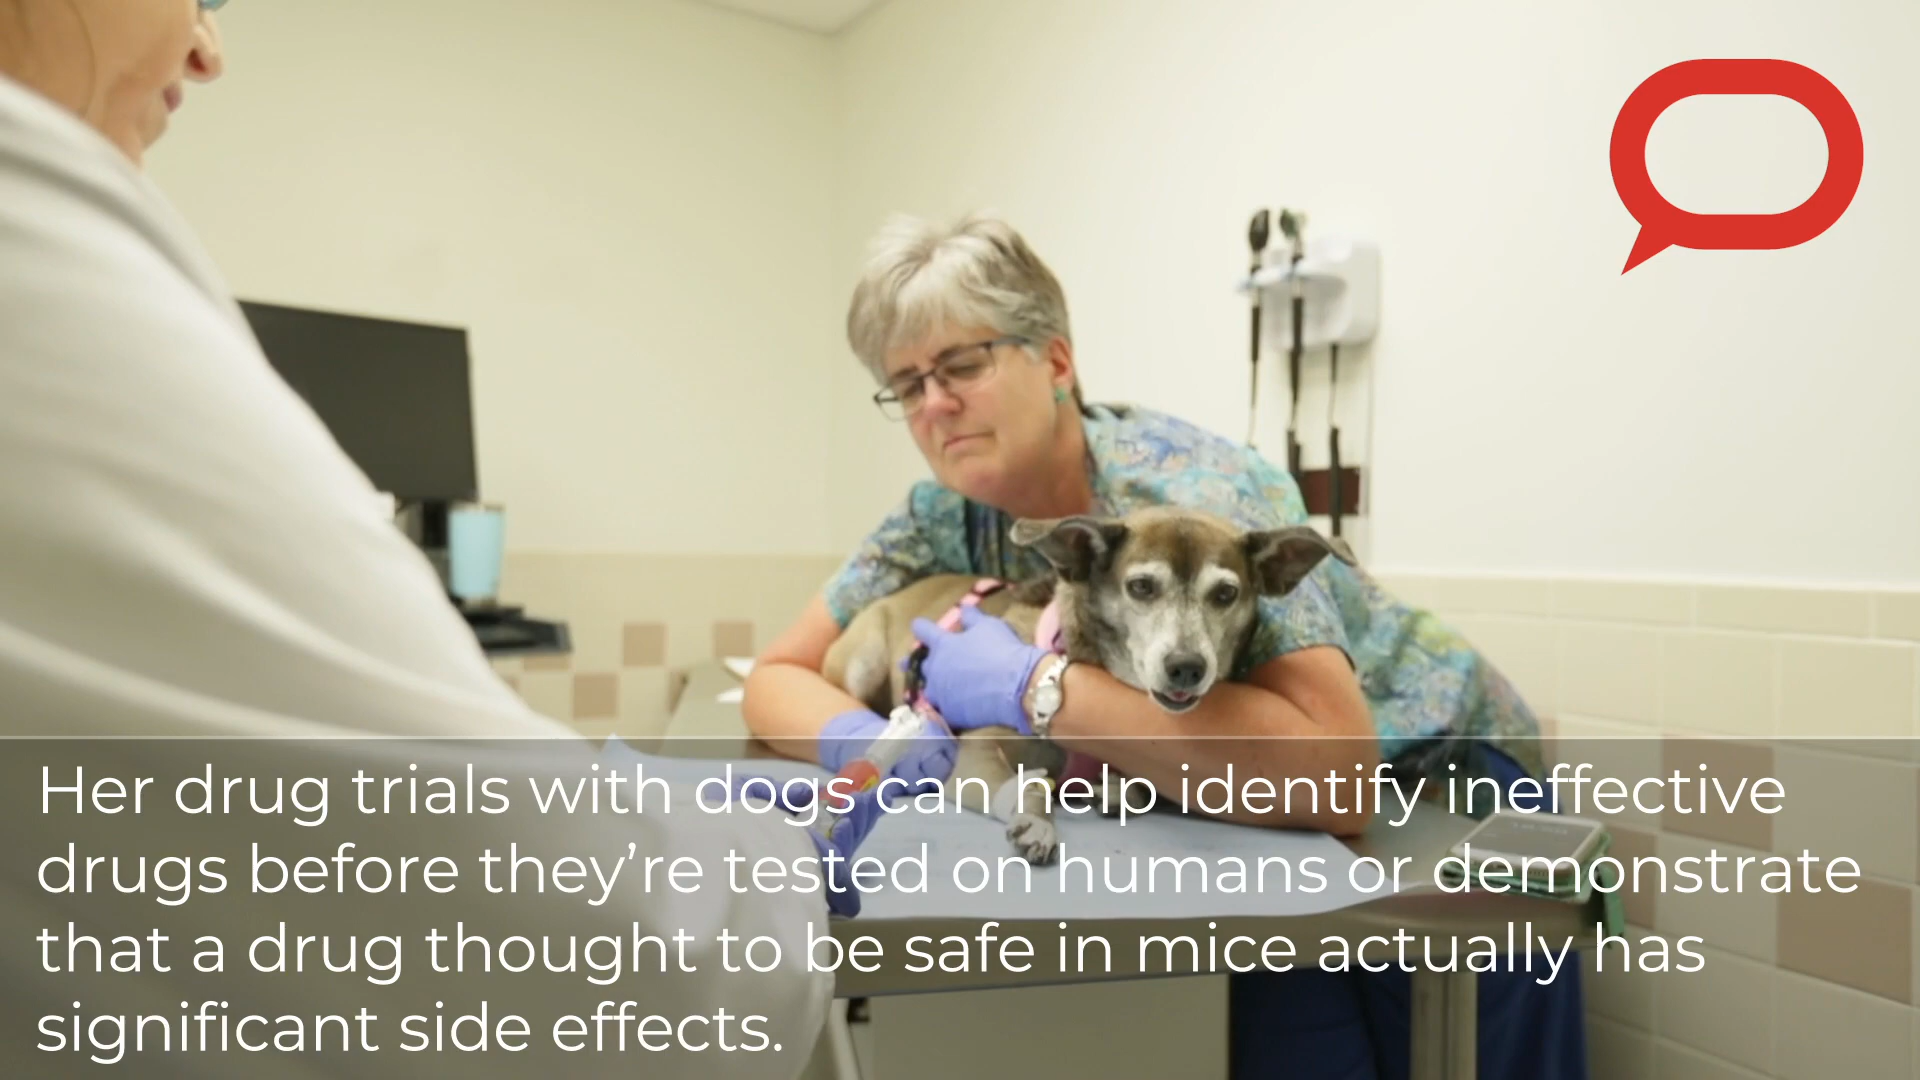 Her drug trials with dogs can help identify ineffective
drugs before they’re tested on humans or demonstrate
that a drug thought to be safe in mice actually has
significant side effects.